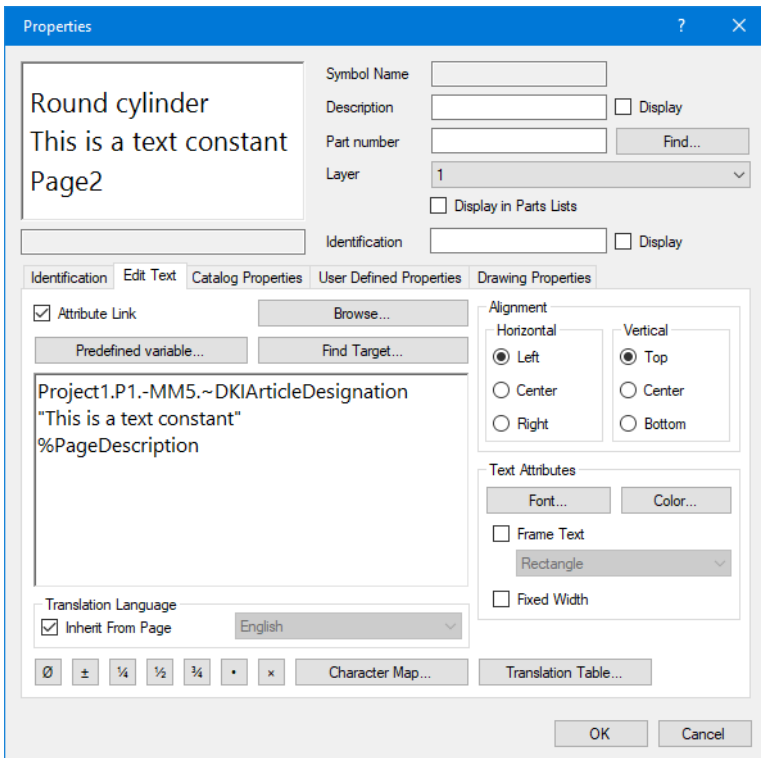 Properties
?
Round cylinder
This is a text constant
Page2
Symbol Name
Description
Display
Part number
Find...
Layer
1
Display in Parts Lists
Identification
Display
Identification
Edit Text
Catalog Properties
User Defined Properties
Drawing Properties
Attribute Link
Browse...
Predefined variable...
Find Target...
Project1.P1.-MM5.~DKIArticleDesignation
"This is a text constant"
%PageDescription
Alignment
Horizontal
Left
Center
Right
Vertical
Top
Center
Bottom
Text Attributes
Font...
Color...
Frame Text
Rectangle
Fixed Width
Translation Language
Inherit From Page
English
Ø
±
¼
½
¾
•
×
Character Map...
Translation Table...
OK
Cancel